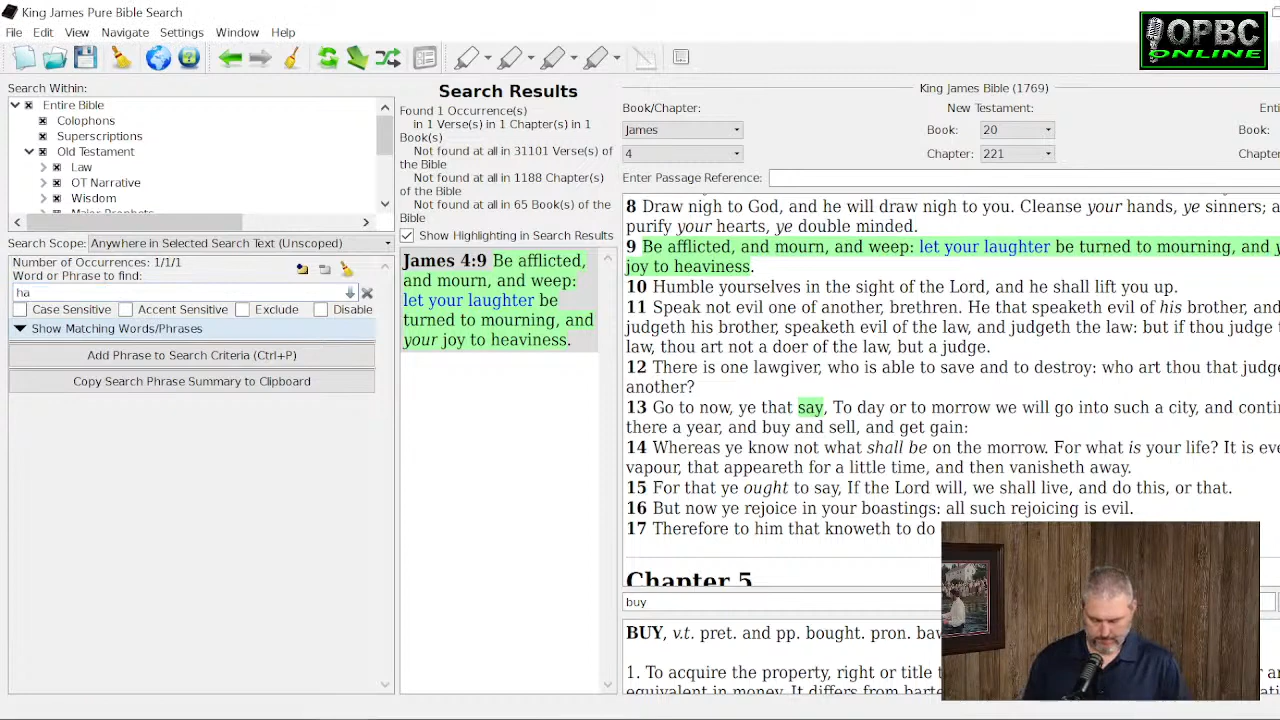 King James Pure Bible Search
File Edit View Navigate Settings Window Help
OPBC
ONLINE
Search Within:
Entire Bible
Colophons
Superscriptions
Old Testament
Law
OT Narrative
Wisdom
Major Prophets
Search Scope: Anywhere in Selected Search Text (Unscoped)
Number of Occurrences: 1/1/1
Word or Phrase to find:
ha
Case Sensitive Accent Sensitive Exclude Disable
Show Matching Words/Phrases
Add Phrase to Search Criteria (Ctrl+P)
Copy Search Phrase Summary to Clipboard
Search Results
Found 1 Occurrence(s)
in 1 Verse(s) in 1 Chapter(s) in 1
Book(s)
Not found at all in 31101 Verse(s) of
the Bible
Not found at all in 1188 Chapter(s)
of the Bible
Not found at all in 65 Book(s) of the
Bible
Show Highlighting in Search Results
James 4:9 Be afflicted,
and mourn, and weep:
let your laughter be
turned to mourning, and
your joy to heaviness.
King James Bible (1769)
Book/Chapter: New Testament: Enti
James Book: 20 Book:
4 Chapter: 221 Chapte
Enter Passage Reference:
8 Draw nigh to God, and he will draw nigh to you. Cleanse your hands, ye sinners; a
purify your hearts, ye double minded.
9 Be afflicted, and mourn, and weep: let your laughter be turned to mourning, and y
joy to heaviness.
10 Humble yourselves in the sight of the Lord, and he shall lift you up.
11 Speak not evil one of another, brethren. He that speaketh evil of his brother, and
judgeth his brother, speaketh evil of the law, and judgeth the law: but if thou judge
law, thou art not a doer of the law, but a judge.
12 There is one lawgiver, who is able to save and to destroy: who art thou that judge
another?
13 Go to now, ye that say, To day or to morrow we will go into such a city, and conti
there a year, and buy and sell, and get gain:
14 Whereas ye know not what shall be on the morrow. For what is your life? It is eve
vapour, that appeareth for a little time, and then vanisheth away.
15 For that ye ought to say, If the Lord will, we shall live, and do this, or that.
16 But now ye rejoice in your boastings: all such rejoicing is evil.
17 Therefore to him that knoweth to do
Chapter 5
buy
BUY, v.t. pret. and pp. bought. pron. baw
1. To acquire the property, right or title t
equivalent in money. It differs from barte